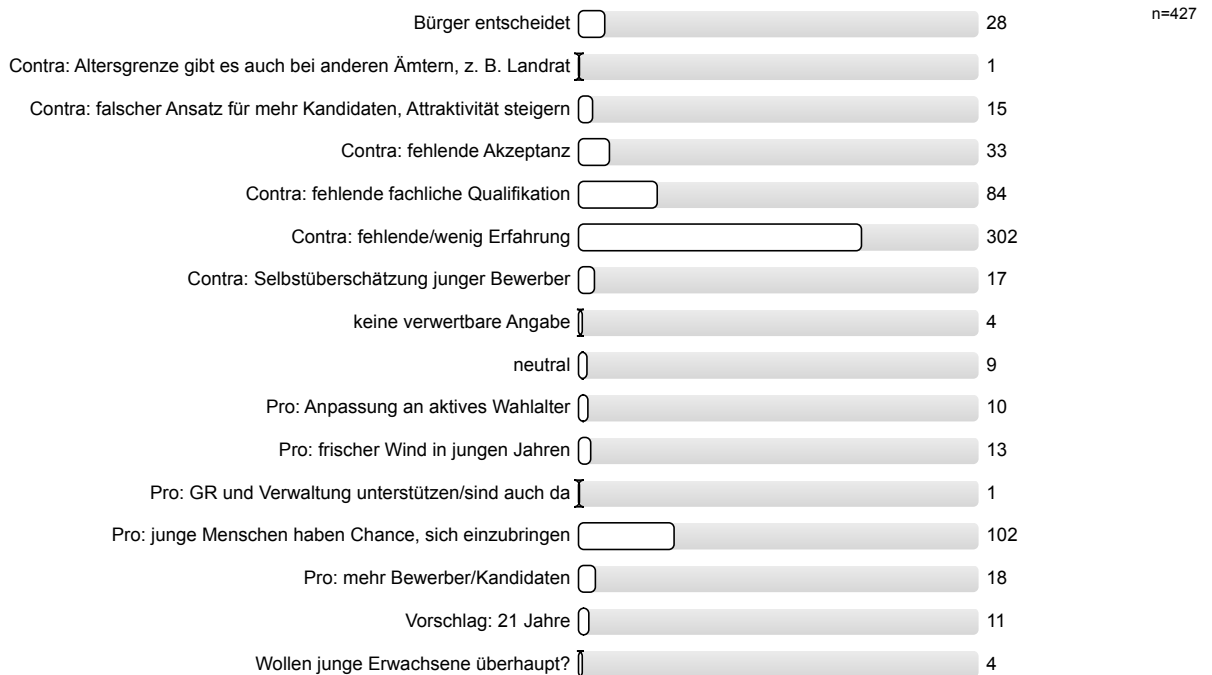 Bürger entscheidet 28 n=427
Contra: Altersgrenze gibt es auch bei anderen Ämtern, z. B. Landrat 1
Contra: falscher Ansatz für mehr Kandidaten, Attraktivität steigern 15
Contra: fehlende Akzeptanz 33
Contra: fehlende fachliche Qualifikation 84
Contra: fehlende/wenig Erfahrung 302
Contra: Selbstüberschätzung junger Bewerber 17
keine verwertbare Angabe 4
neutral 9
Pro: Anpassung an aktives Wahlalter 10
Pro: frischer Wind in jungen Jahren 13
Pro: GR und Verwaltung unterstützen/sind auch da 1
Pro: junge Menschen haben Chance, sich einzubringen 102
Pro: mehr Bewerber/Kandidaten 18
Vorschlag: 21 Jahre 11
Wollen junge Erwachsene überhaupt? 4